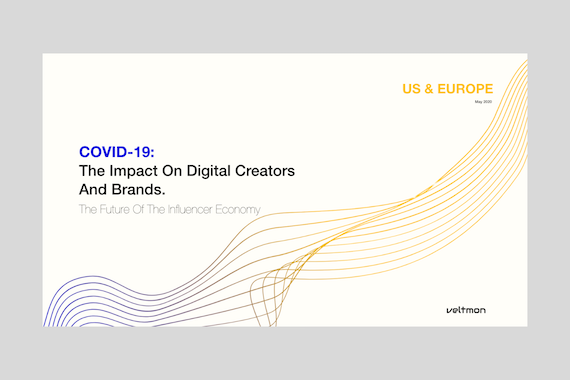 US & EUROPE
May, 2020
COVID-19:
The Impact On Digital Creators
And Brands.
The Future Of The Influencer Economy
veltman